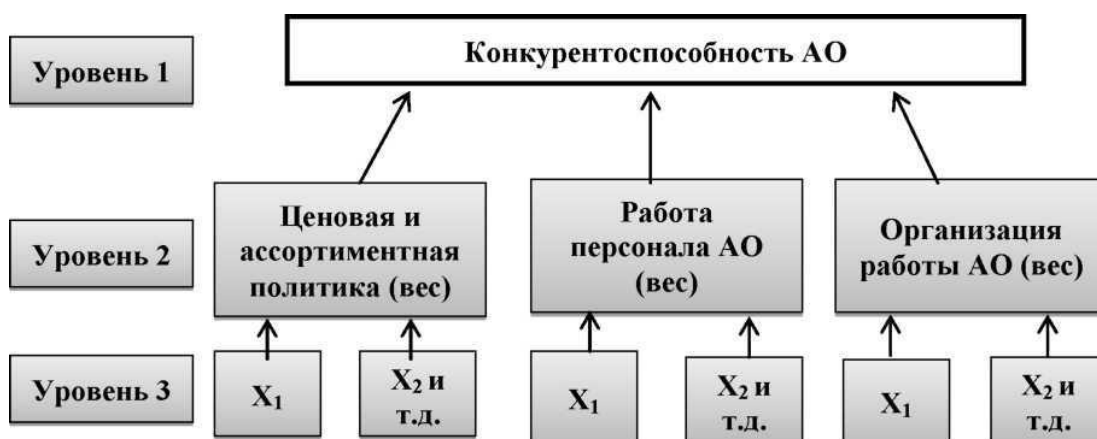 Уровень 1
Конкурентоспособность АО
Уровень 2
Ценовая и
ассортиментная
политика (вес)
Работа
персонала АО
(вес)
Организация
работы АО (вес)
Уровень 3
X₁
X₂ и
т.д.
X₁
X₂ и
т.д.
X₁
X₂ и
т.д.